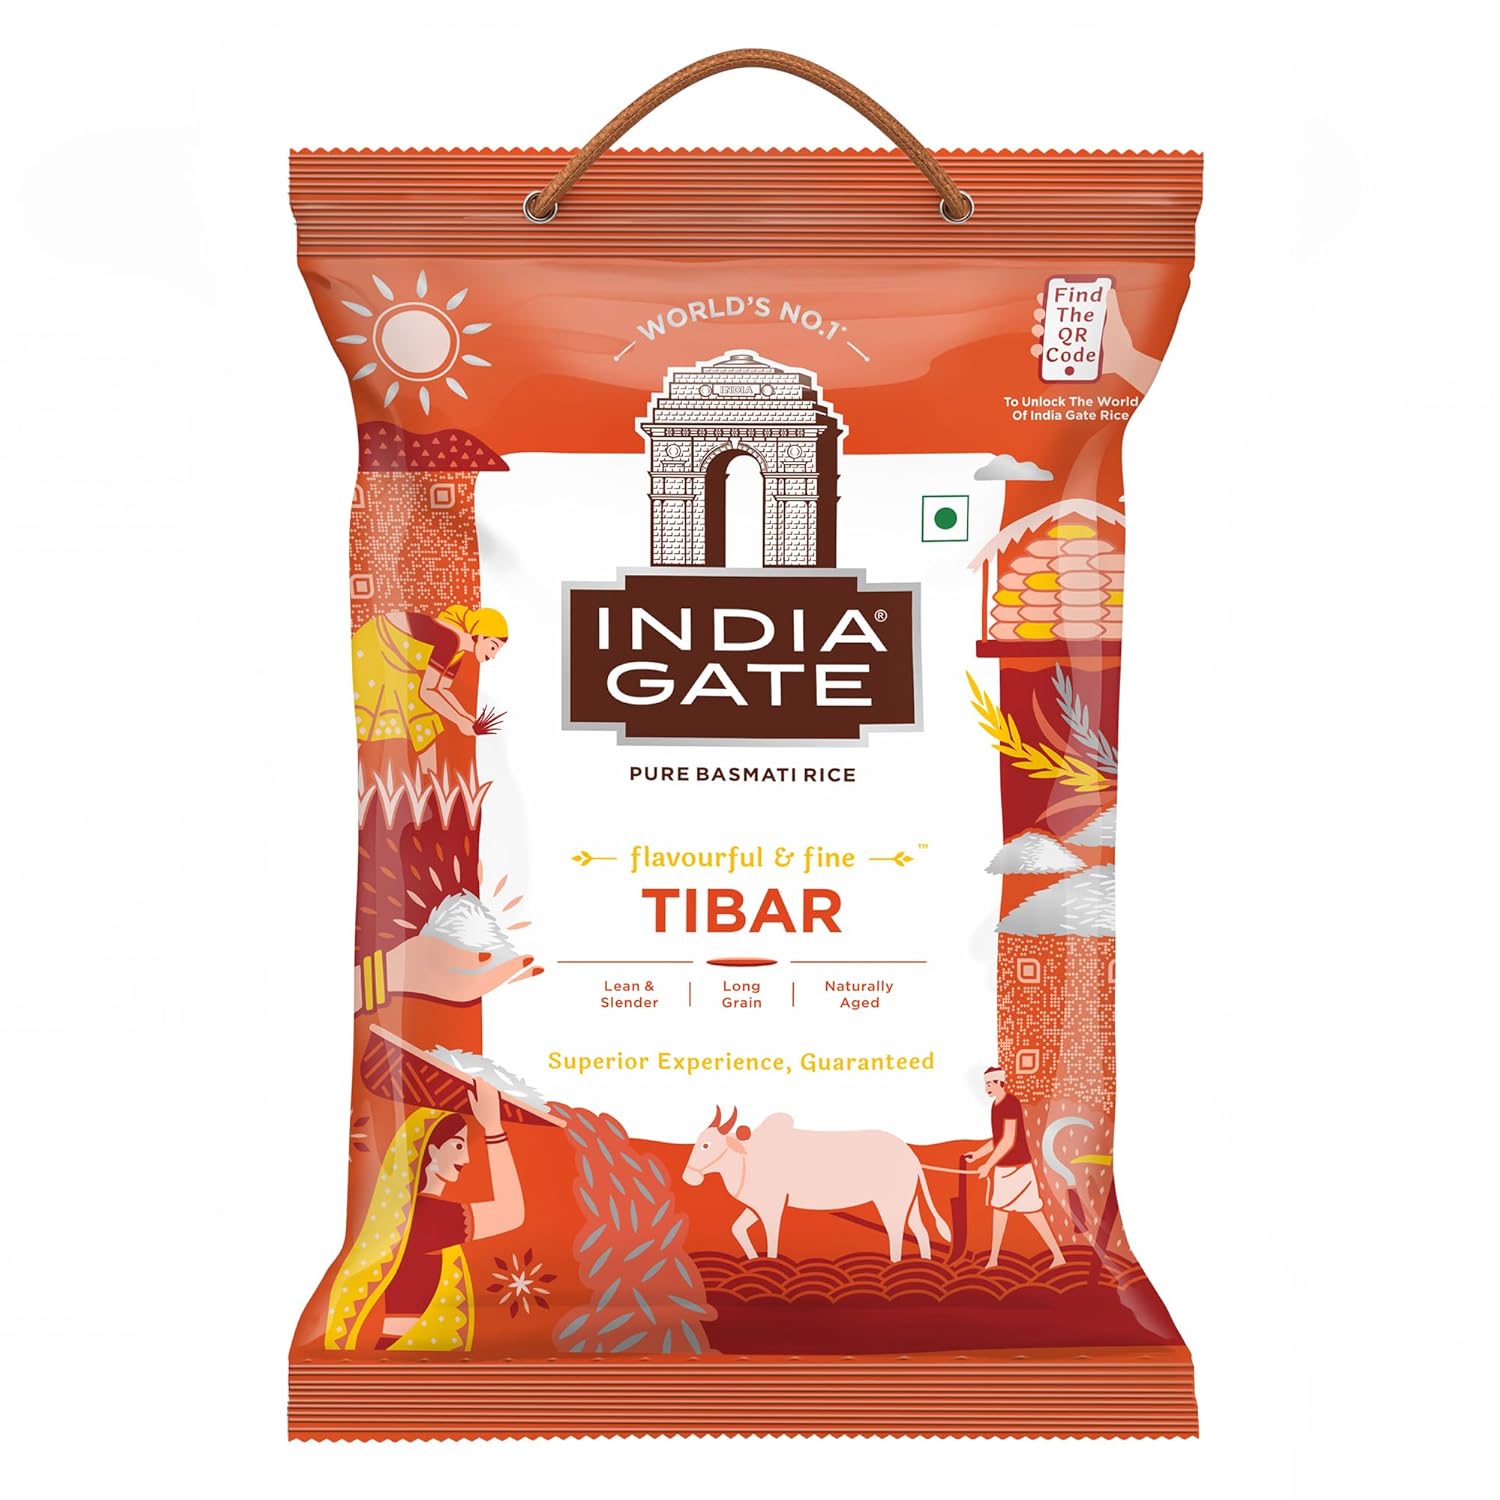 WORLD'S NO.1*
Find
The
QR
Code
To Unlock The World
Of India Gate Rice
INDIA
INDIA®
GATE
PURE BASMATI RICE
flavourful & fine™
TIBAR
Lean &
Slender
Long
Grain
Naturally
Aged
Superior Experience, Guaranteed